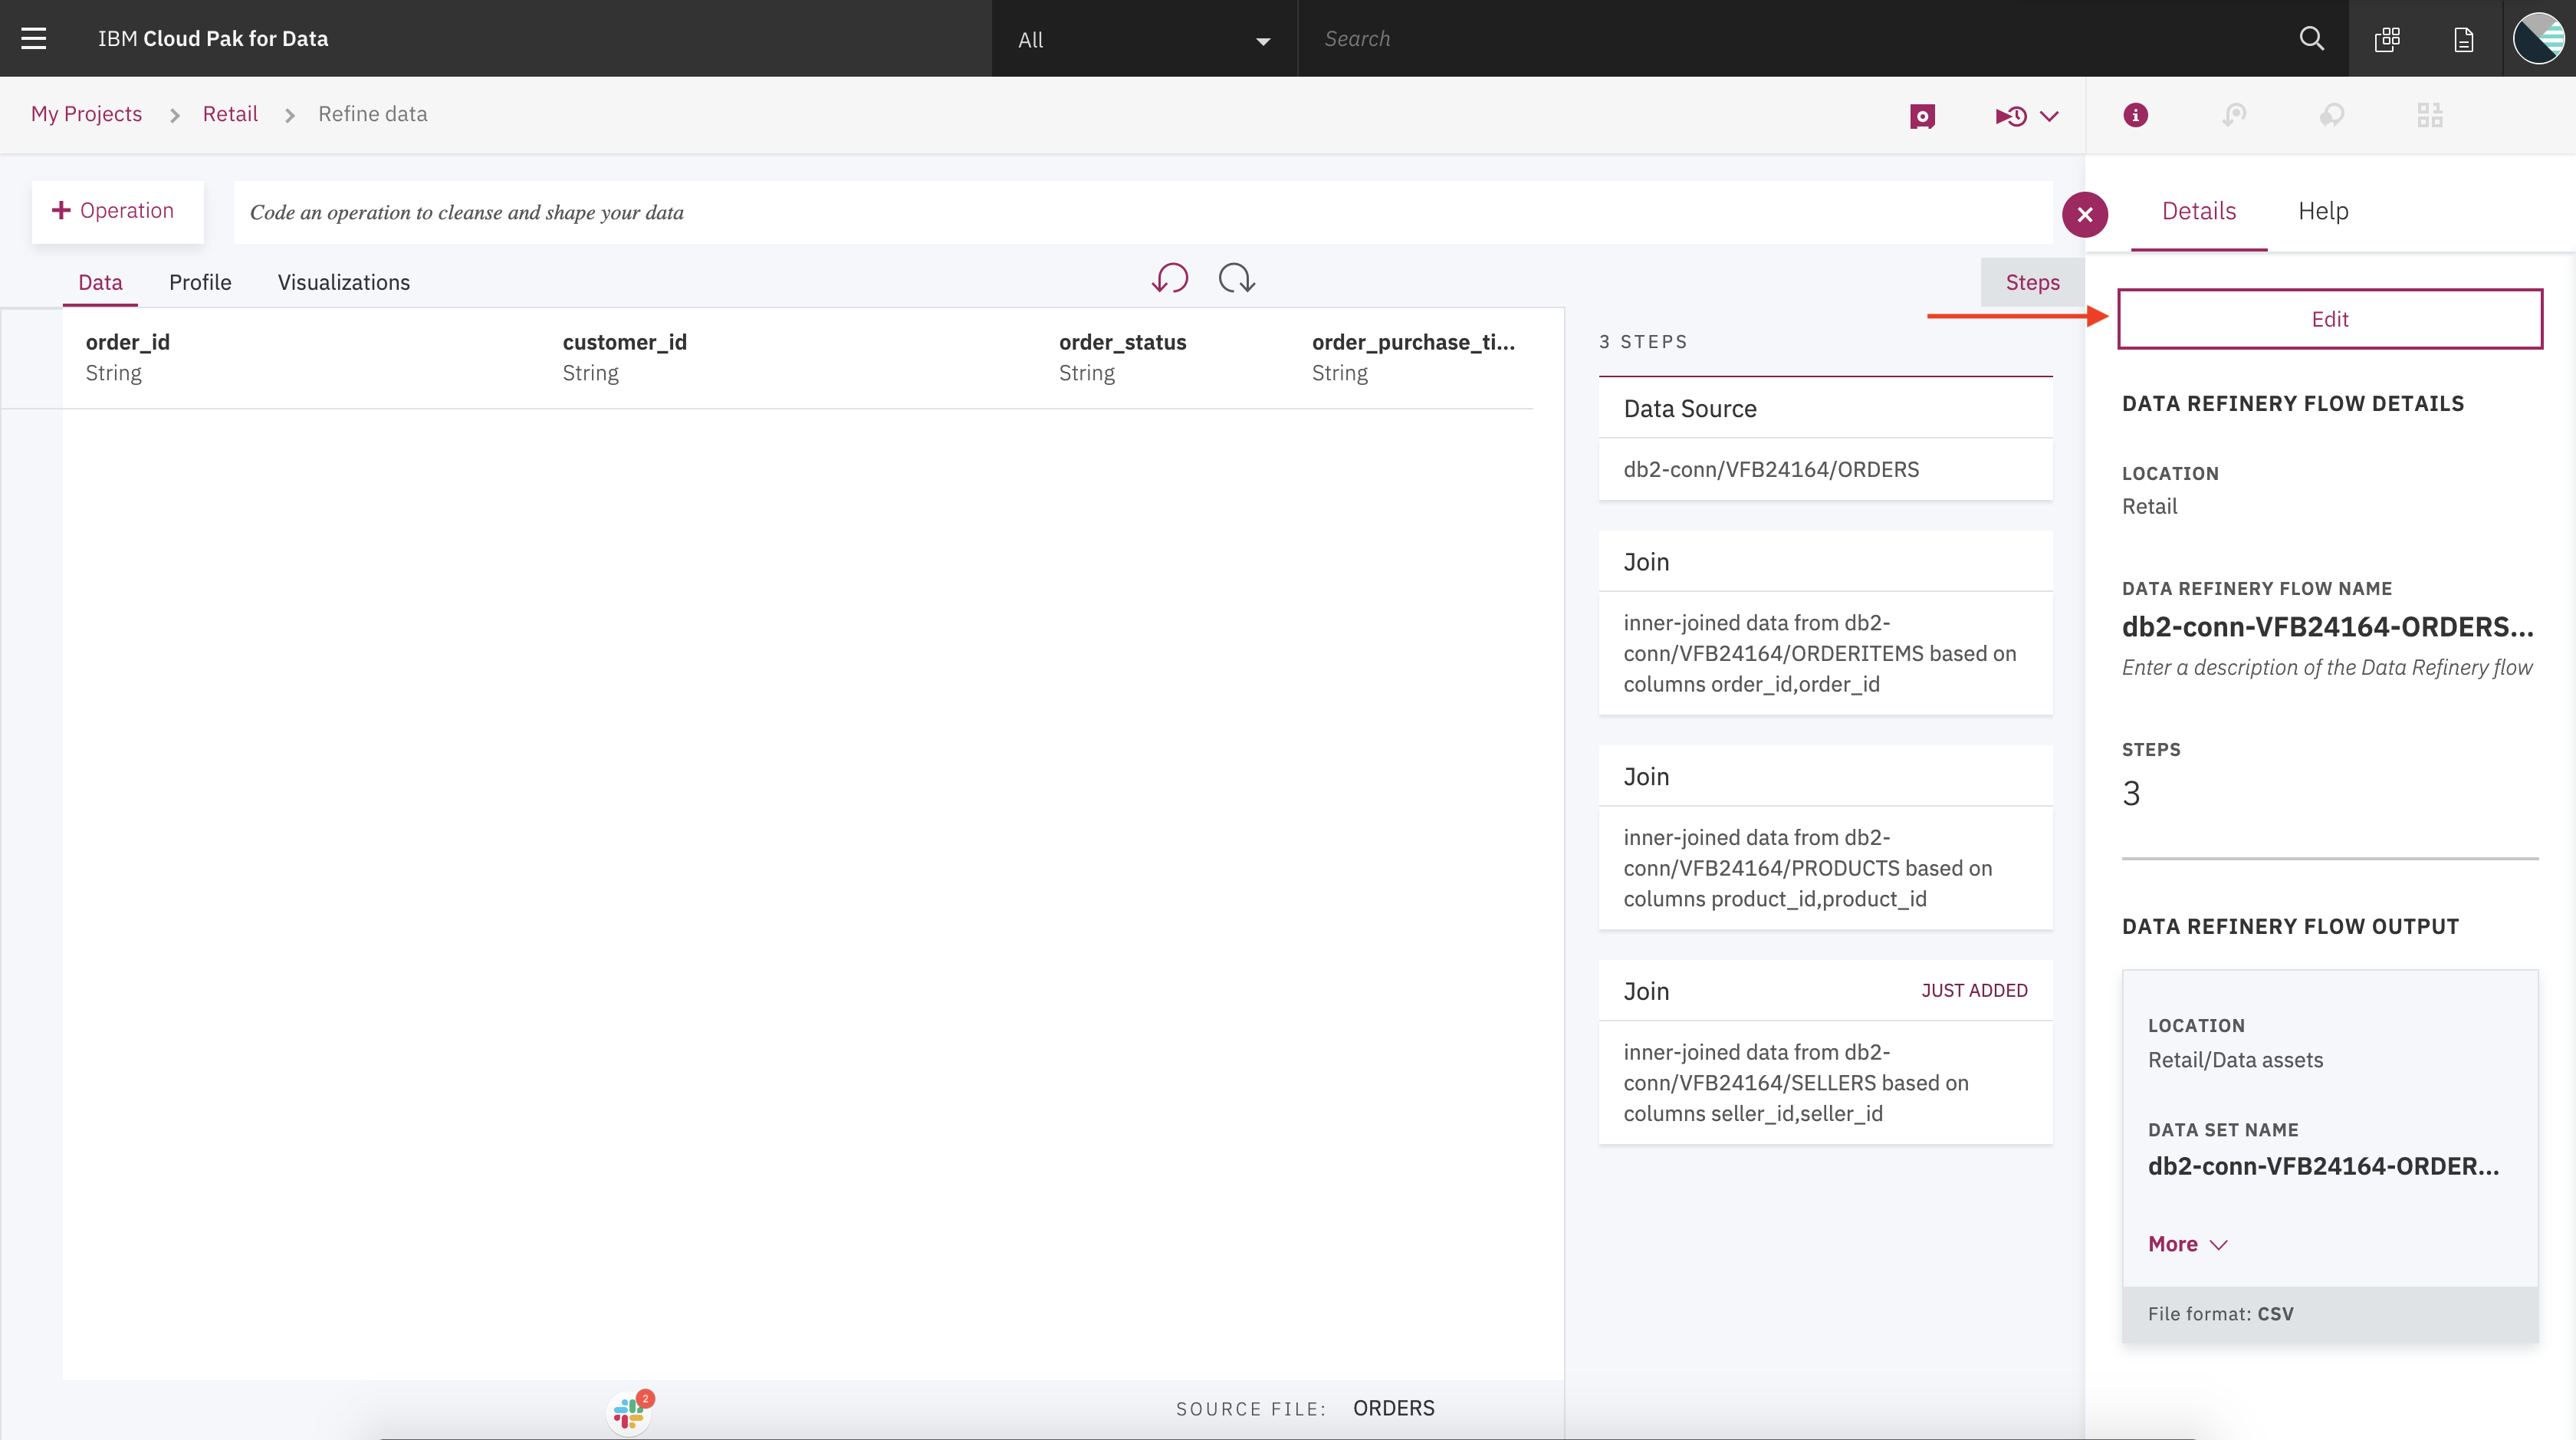 IBM Cloud Pak for Data
All
Search
My Projects
Retail
Refine data
Operation
Code an operation to cleanse and shape your data
Details
Help
Data
Profile
Visualizations
Steps
order_id
String
customer_id
String
order_status
String
order_purchase_ti...
String
3 STEPS
Data Source
db2-conn/VFB24164/ORDERS
Join
inner-joined data from db2-
conn/VFB24164/ORDERITEMS based on
columns order_id,order_id
Join
inner-joined data from db2-
conn/VFB24164/PRODUCTS based on
columns product_id,product_id
Join
JUST ADDED
inner-joined data from db2-
conn/VFB24164/SELLERS based on
columns seller_id,seller_id
Edit
DATA REFINERY FLOW DETAILS
LOCATION
Retail
DATA REFINERY FLOW NAME
db2-conn-VFB24164-ORDERS...
Enter a description of the Data Refinery flow
STEPS
3
DATA REFINERY FLOW OUTPUT
LOCATION
Retail/Data assets
DATA SET NAME
db2-conn-VFB24164-ORDER...
More
File format: CSV
2
SOURCE FILE: ORDERS